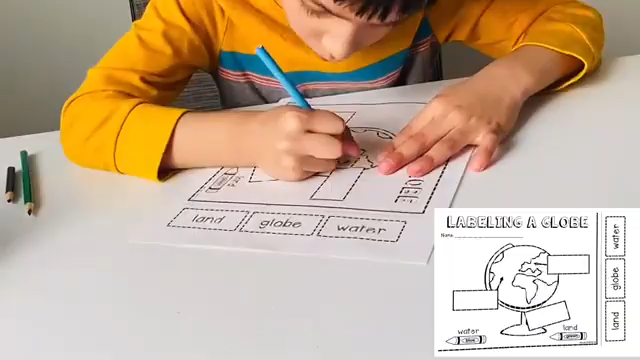 land globe water
LABELING A GLOBE
Name
water land
blue green
land globe water